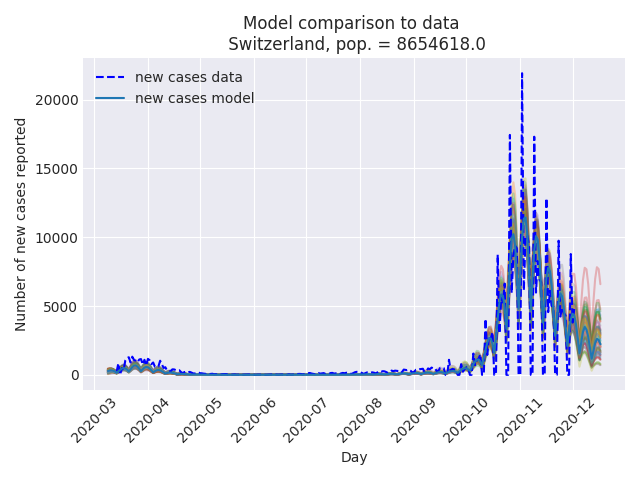 Model comparison to data
Switzerland, pop. = 8654618.0
new cases data
new cases model
Number of new cases reported
20000
15000
10000
5000
0
2020-03
2020-04
2020-05
2020-06
2020-07
2020-08
2020-09
2020-10
2020-11
2020-12
Day